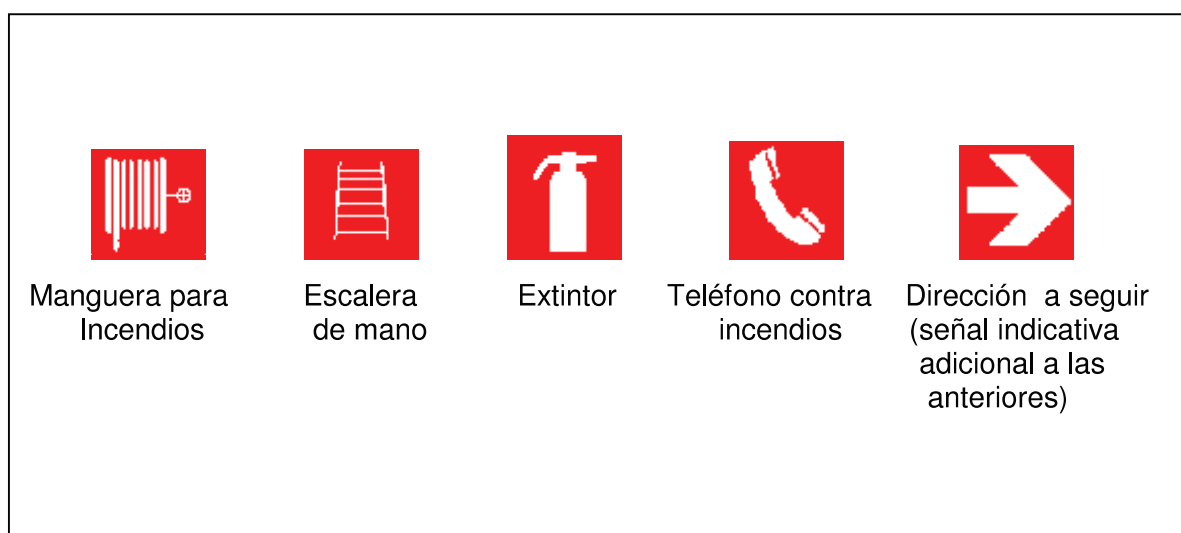 Manguera para
Incendios
Escalera
de mano
Extintor
Teléfono contra
incendios
Dirección a seguir
(señal indicativa
adicional a las
anteriores)